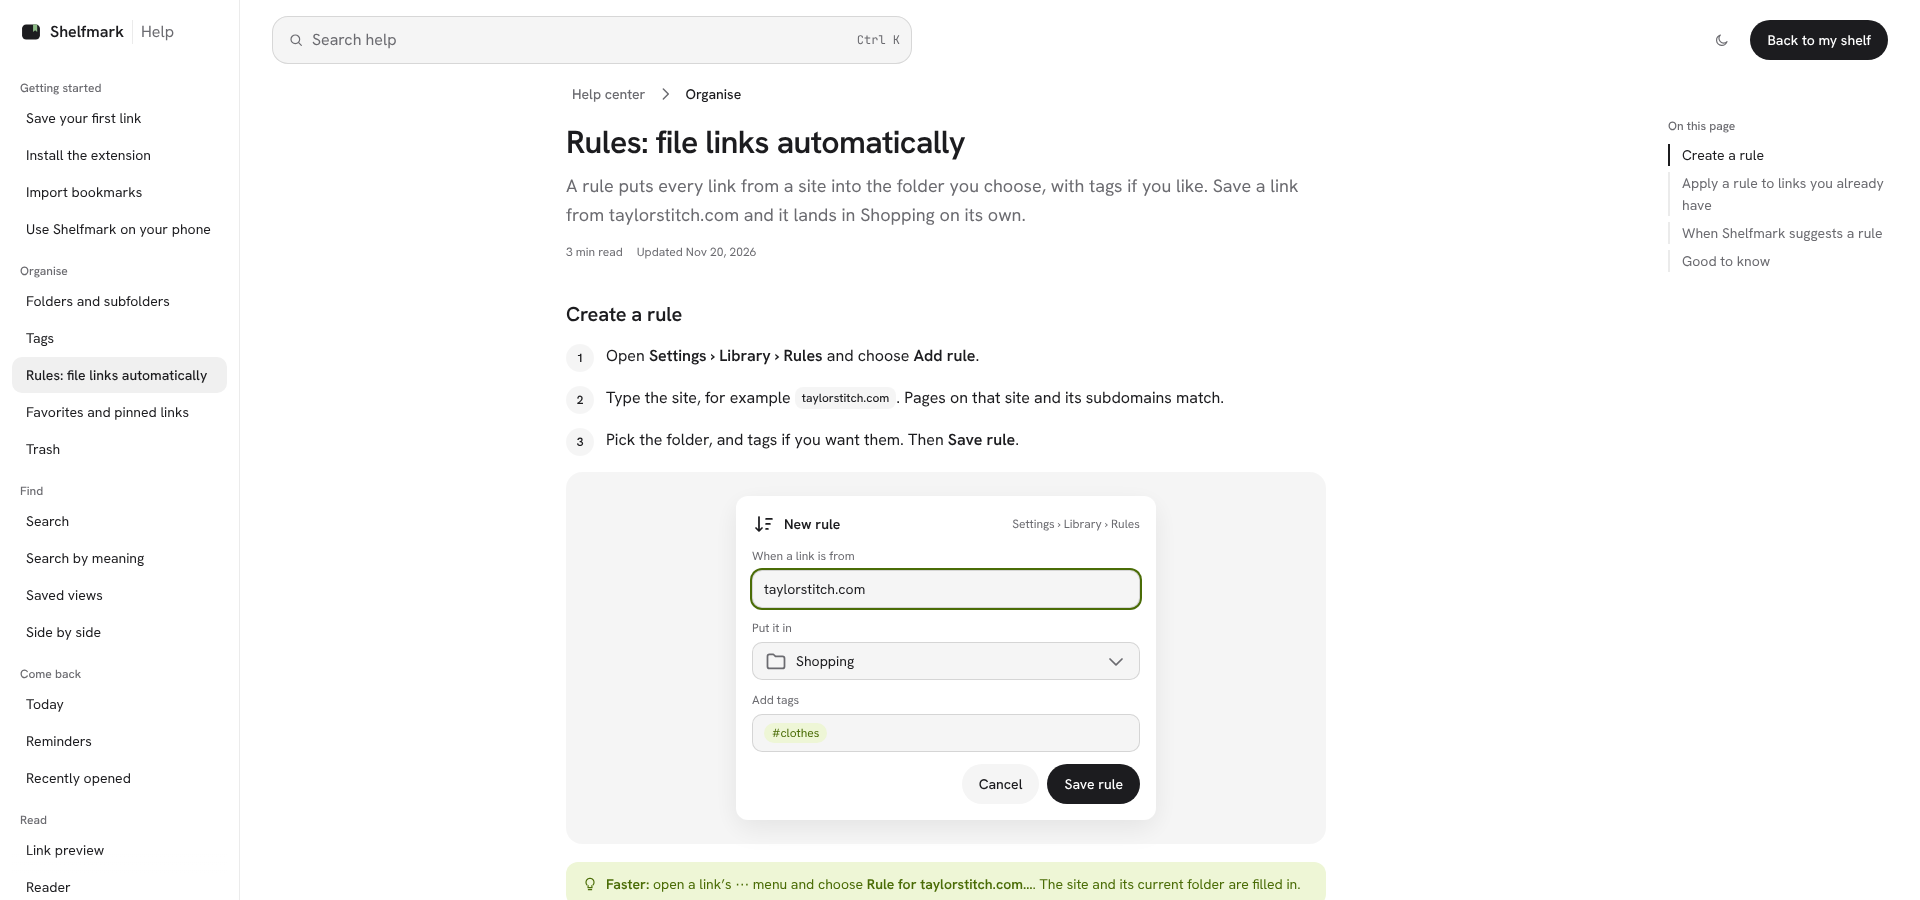 Shelfmark Help
Search help
Ctrl K
Back to my shelf
Getting started
Save your first link
Install the extension
Import bookmarks
Use Shelfmark on your phone
Organise
Folders and subfolders
Tags
Rules: file links automatically
Favorites and pinned links
Trash
Find
Search
Search by meaning
Saved views
Side by side
Come back
Today
Reminders
Recently opened
Read
Link preview
Reader
Help center
Organise
Rules: file links automatically
A rule puts every link from a site into the folder you choose, with tags if you like. Save a link
from taylorstitch.com and it lands in Shopping on its own.
3 min read Updated Nov 20, 2026
Create a rule
1 Open Settings › Library › Rules and choose Add rule.
2 Type the site, for example taylorstitch.com. Pages on that site and its subdomains match.
3 Pick the folder, and tags if you want them. Then Save rule.
New rule
Settings › Library › Rules
When a link is from
taylorstitch.com
Put it in
Shopping
Add tags
#clothes
Cancel
Save rule
Faster: open a link’s ··· menu and choose Rule for taylorstitch.com…. The site and its current folder are filled in.
On this page
Create a rule
Apply a rule to links you already
have
When Shelfmark suggests a rule
Good to know